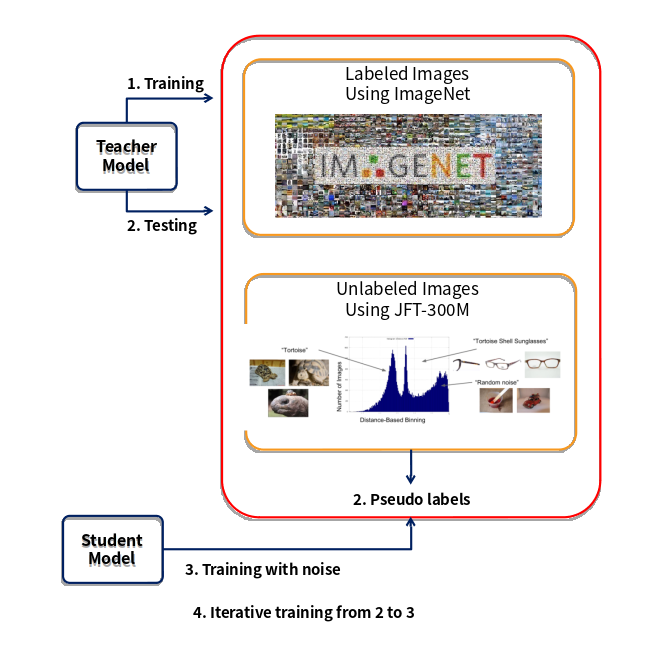 Labeled Images
Using ImageNet
1. Training
IMAGENET
Teacher
Model
2. Testing
Unlabeled Images
Using JFT-300M
"Tortoise"
"Tortoise Shell Sunglasses"
"Random noise"
Number of Images
Distance-Based Binning
2. Pseudo labels
Student
Model
3. Training with noise
4. Iterative training from 2 to 3